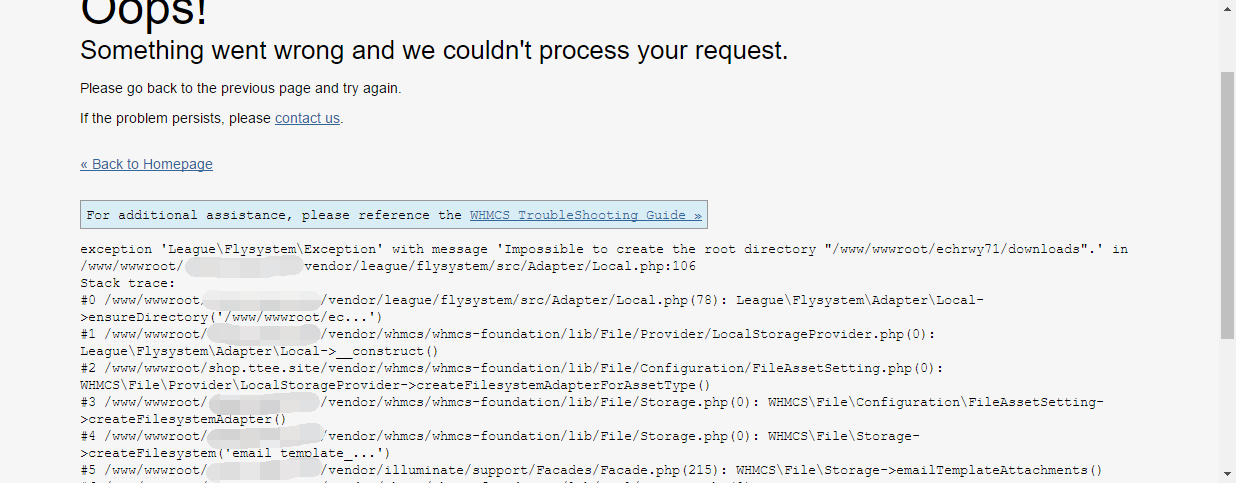 Oops!
Something went wrong and we couldn't process your request.
Please go back to the previous page and try again.
If the problem persists, please contact us.
« Back to Homepage
For additional assistance, please reference the WHMCS TroubleShooting Guide »
exception 'League\Flysystem\Exception' with message 'Impossible to create the root directory "/www/wwwroot/echrwy71/downloads".' in
/www/wwwroot/ vendor/league/flysystem/src/Adapter/Local.php:106
Stack trace:
#0 /www/wwwroot/ /vendor/league/flysystem/src/Adapter/Local.php(78): League\Flysystem\Adapter\Local-
>ensureDirectory('/www/wwwroot/ec...')
#1 /www/wwwroot/ /vendor/whmcs/whmcs-foundation/lib/File/Provider/LocalStorageProvider.php(0):
League\Flysystem\Adapter\Local->__construct()
#2 /www/wwwroot/shop.ttee.site/vendor/whmcs/whmcs-foundation/lib/File/Configuration/FileAssetSetting.php(0):
WHMCS\File\Provider\LocalStorageProvider->createFilesystemAdapterForAssetType()
#3 /www/wwwroot/ /vendor/whmcs/whmcs-foundation/lib/File/Storage.php(0): WHMCS\File\Configuration\FileAssetSetting-
>createFilesystemAdapter()
#4 /www/wwwroot/ /vendor/whmcs/whmcs-foundation/lib/File/Storage.php(0): WHMCS\File\Storage-
>createFilesystem('email_template_...')
#5 /www/wwwroot/ /vendor/illuminate/support/Facades/Facade.php(215): WHMCS\File\Storage->emailTemplateAttachments()